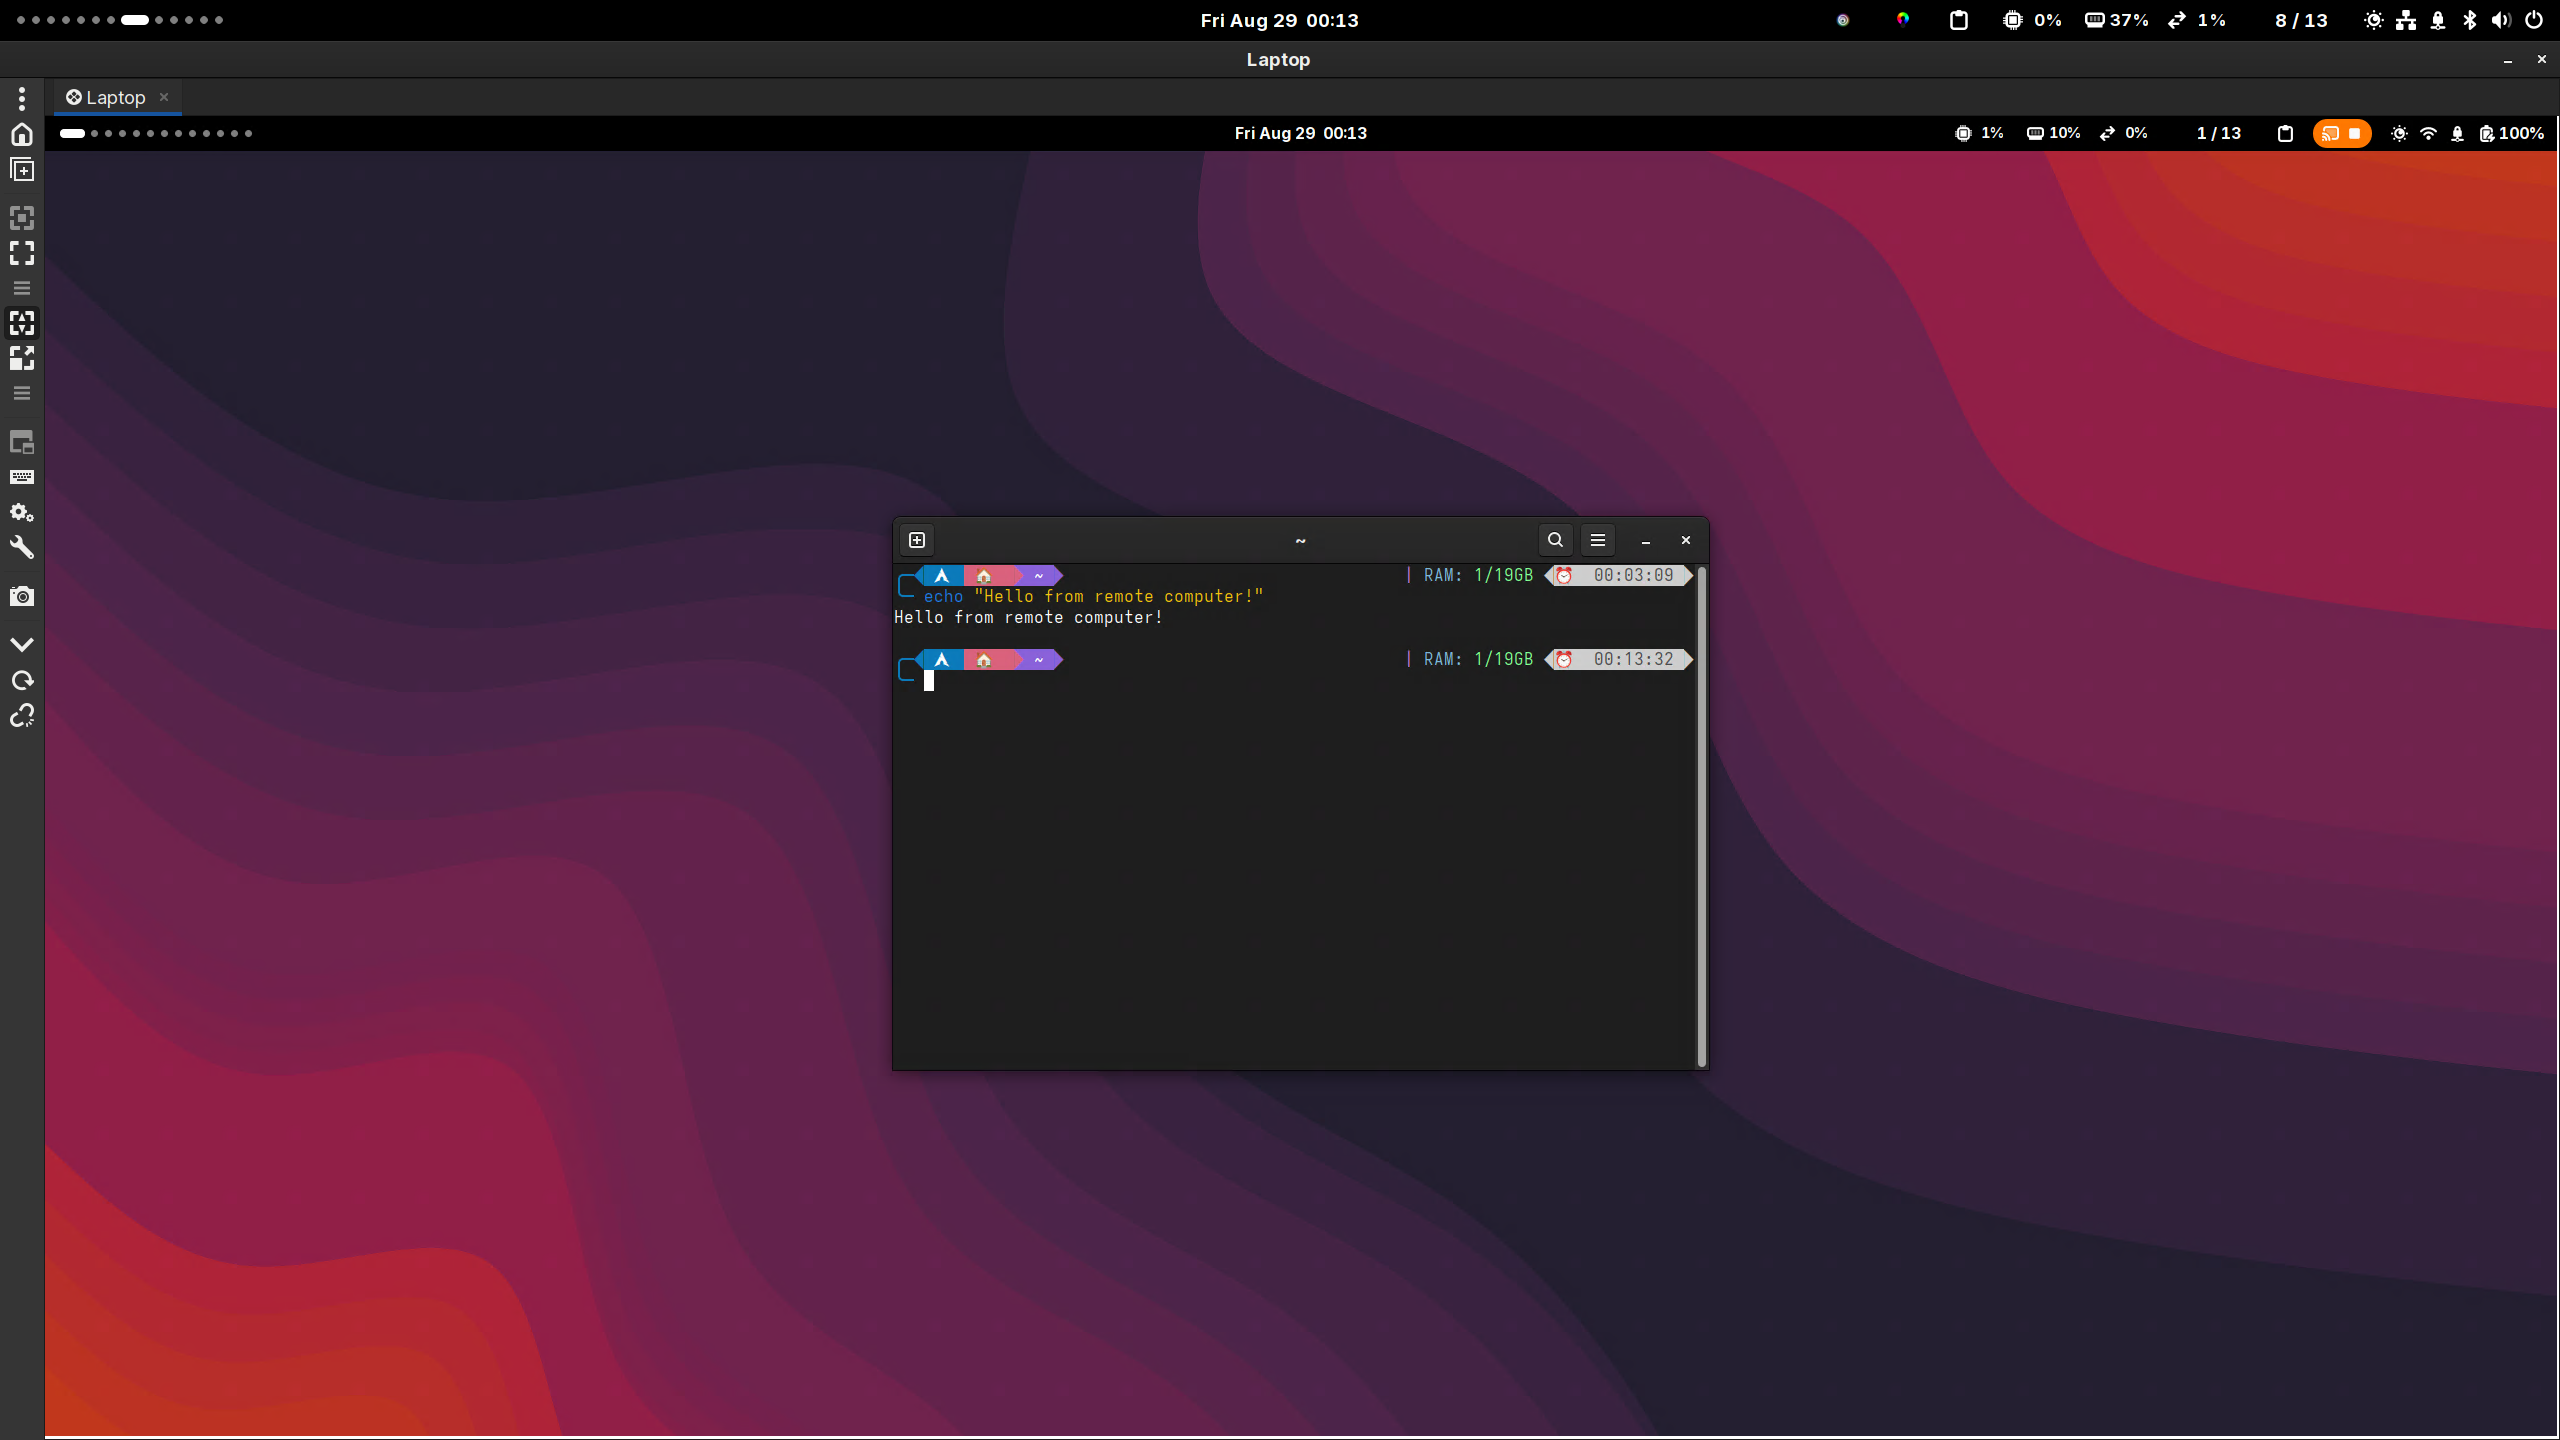 Fri Aug 29 00:13
0% 37% 1% 8 / 13
Laptop
Laptop
Fri Aug 29 00:13
1% 10% 0% 1 / 13 100%
~
~ | RAM: 1/19GB 00:03:09
echo "Hello from remote computer!"
Hello from remote computer!
~ | RAM: 1/19GB 00:13:32